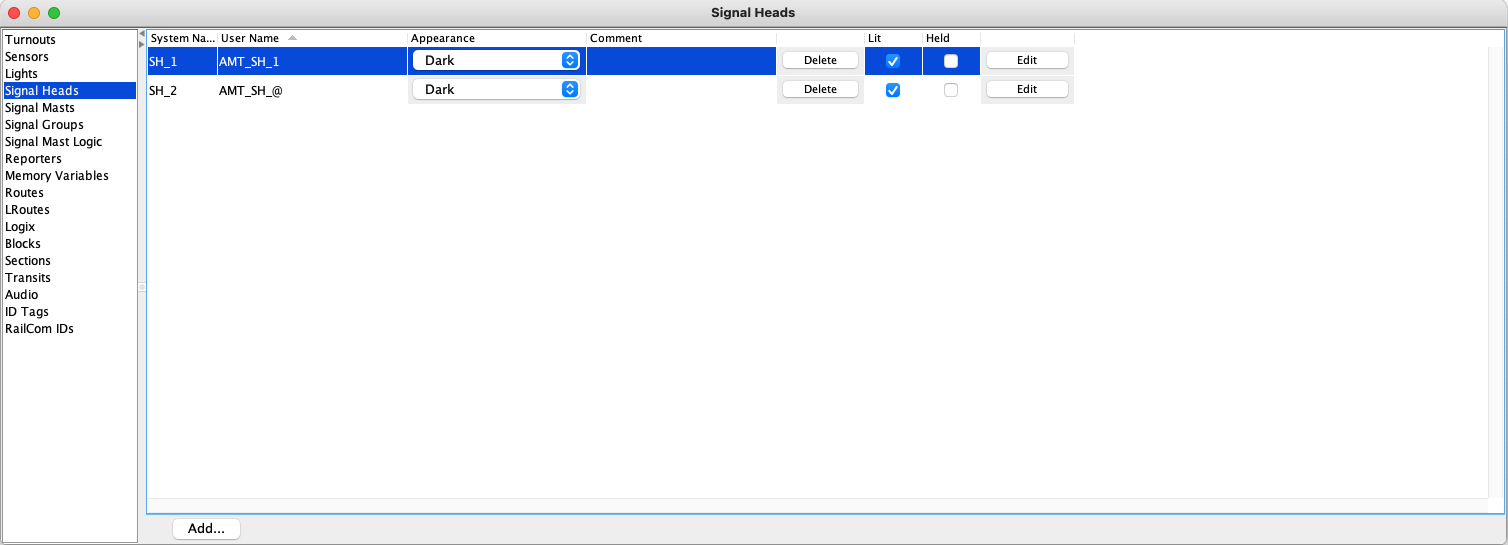 Signal Heads
Turnouts
Sensors
Lights
Signal Heads
Signal Masts
Signal Groups
Signal Mast Logic
Reporters
Memory Variables
Routes
LRoutes
Logix
Blocks
Sections
Transits
Audio
ID Tags
RailCom IDs
System Na... User Name Appearance Comment Lit Held
SH_1 AMT_SH_1 Dark Delete Edit
SH_2 AMT_SH_@ Dark Delete Edit
Add...